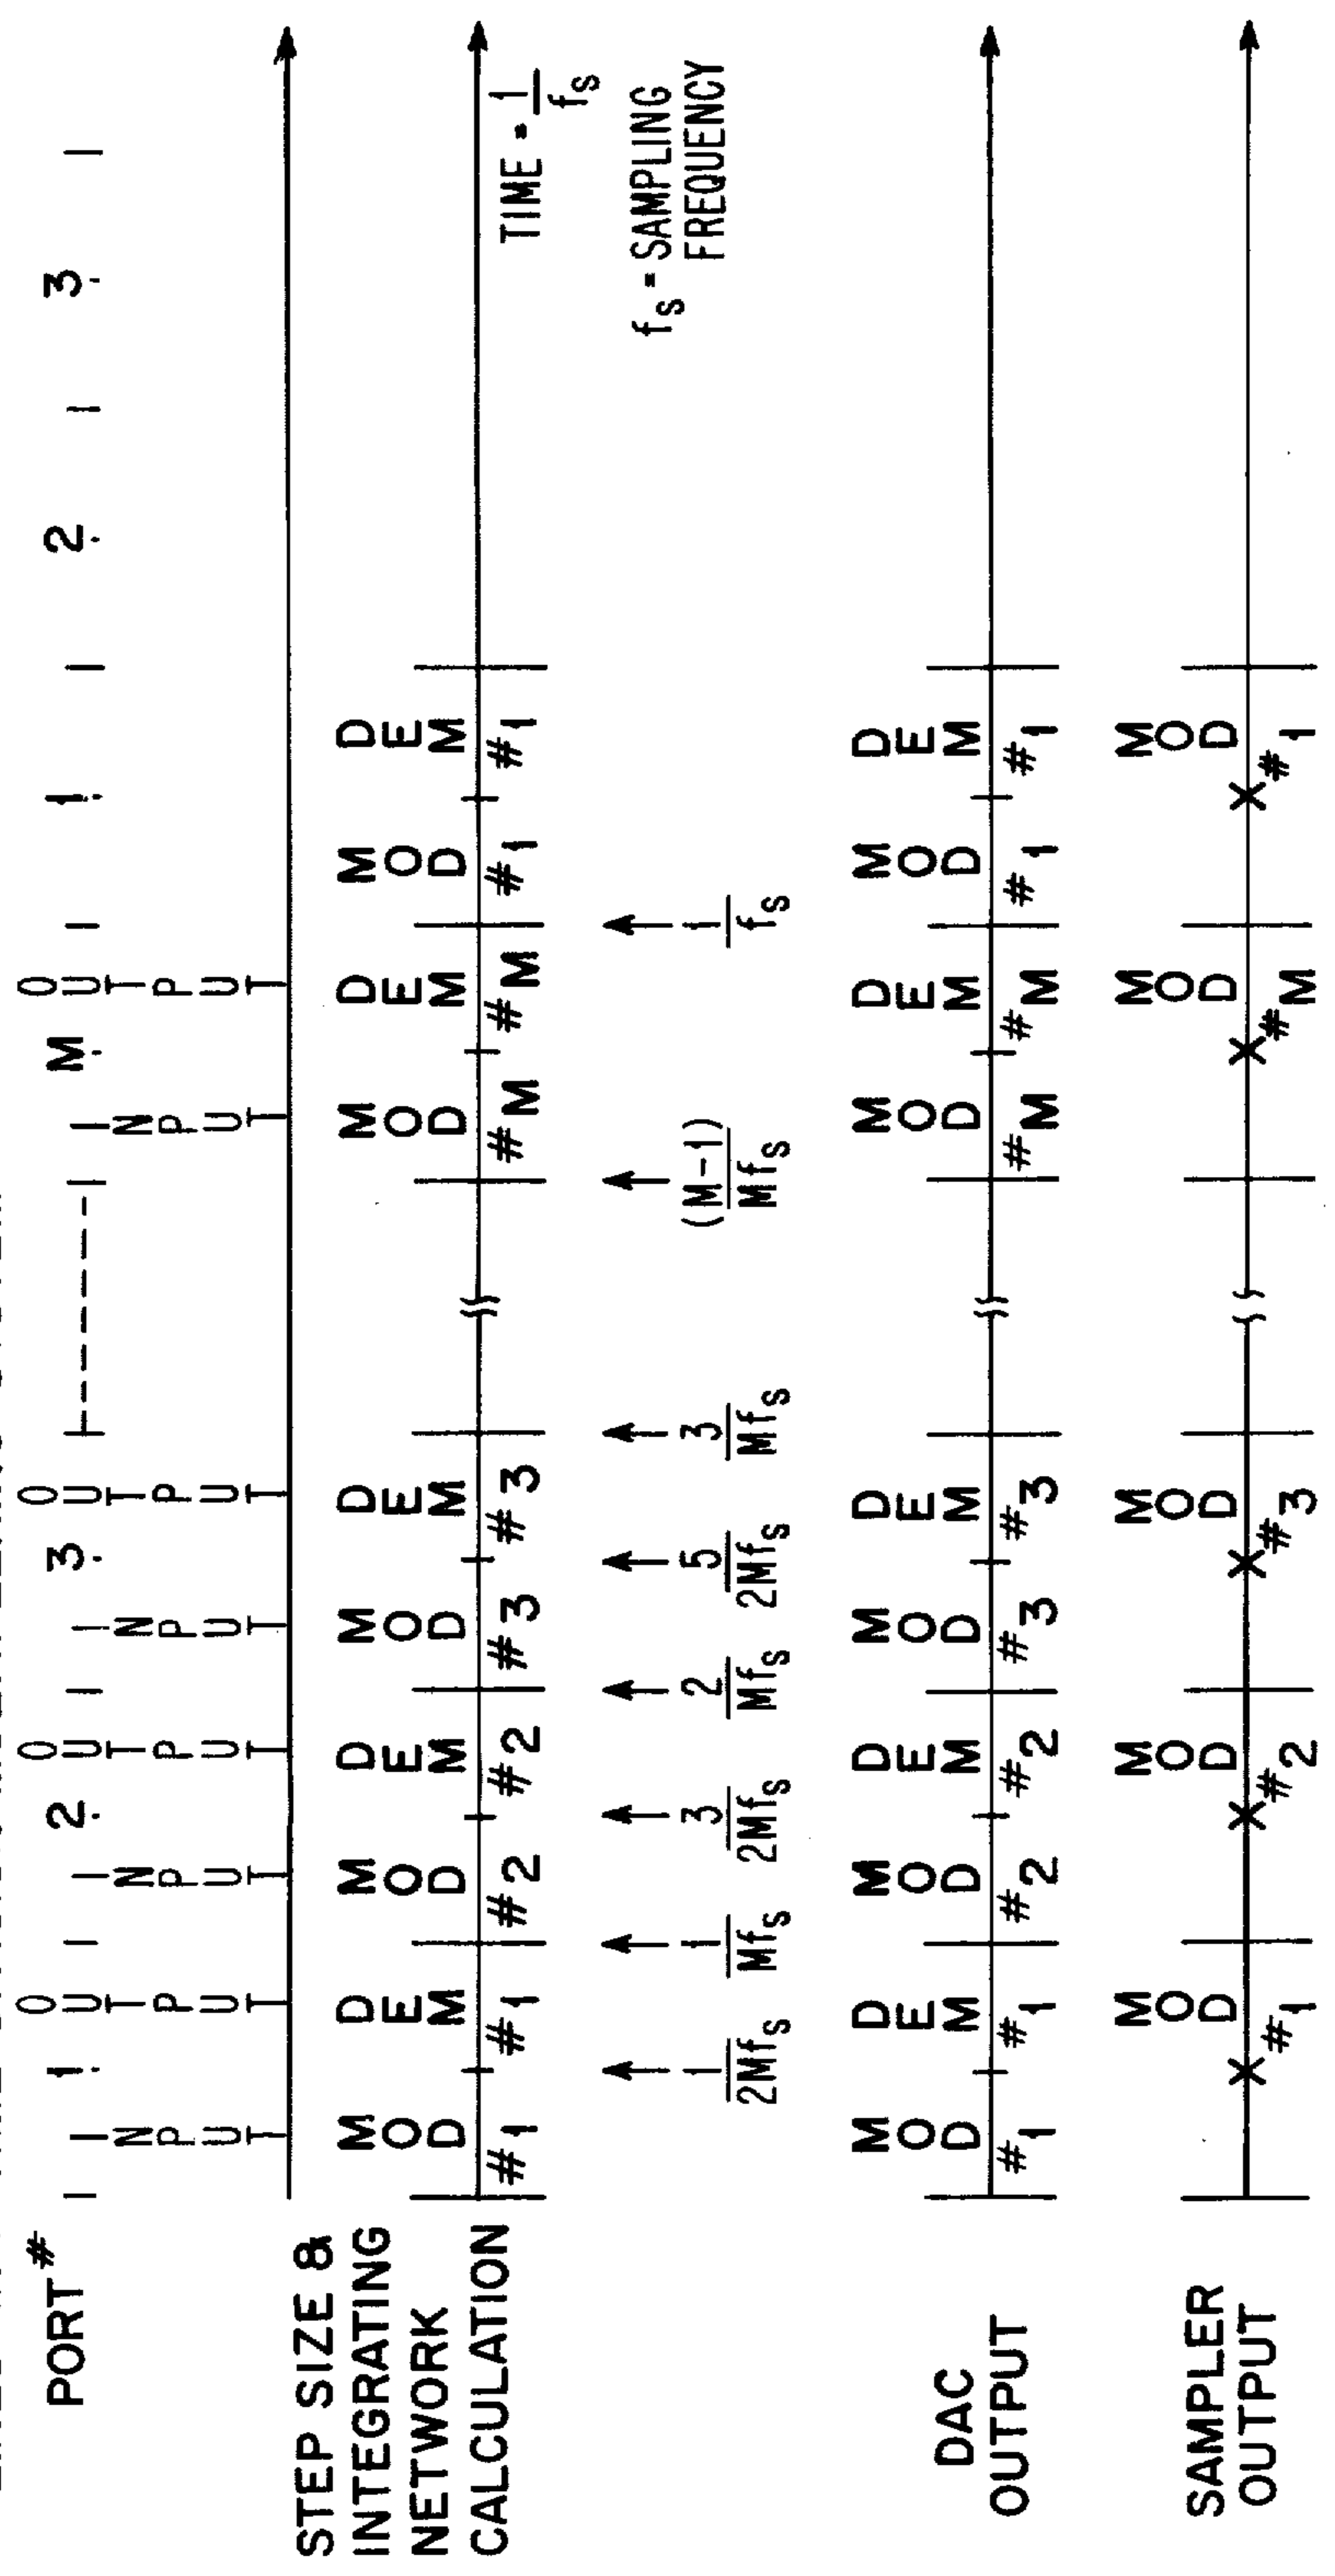 PORT #
1 2 3 M 1 2 3
INPUT OUTPUT INPUT OUTPUT INPUT OUTPUT INPUT OUTPUT
STEP SIZE &
INTEGRATING
NETWORK
CALCULATION
MOD DEM MOD DEM MOD DEM MOD DEM MOD DEM
#1 #1 #2 #2 #3 #3 #M #M #1 #1
TIME = 1/fs
1/2Mfs 1/Mfs 3/2Mfs 2/Mfs 5/2Mfs 3/Mfs (M-1)/Mfs 1/fs
fs = SAMPLING
FREQUENCY
DAC
OUTPUT
MOD DEM MOD DEM MOD DEM MOD DEM MOD DEM
#1 #1 #2 #2 #3 #3 #M #M #1 #1
SAMPLER
OUTPUT
MOD MOD MOD MOD MOD
X X X X X
#1 #2 #3 #M #1